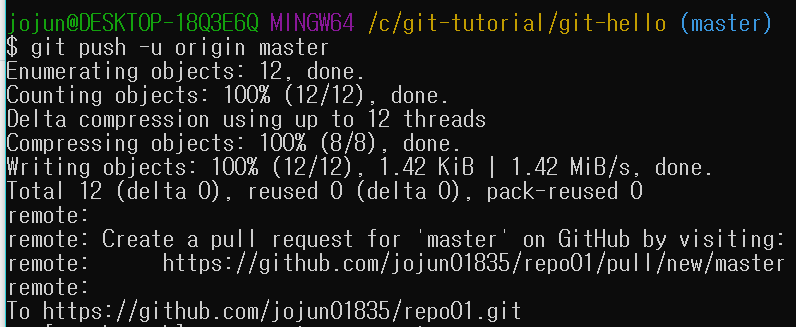 jojun@DESKTOP-18Q3E6Q MINGW64 /c/git-tutorial/git-hello (master)
$ git push -u origin master
Enumerating objects: 12, done.
Counting objects: 100% (12/12), done.
Delta compression using up to 12 threads
Compressing objects: 100% (8/8), done.
Writing objects: 100% (12/12), 1.42 KiB | 1.42 MiB/s, done.
Total 12 (delta 0), reused 0 (delta 0), pack-reused 0
remote:
remote: Create a pull request for 'master' on GitHub by visiting:
remote:      https://github.com/jojun01835/repo01/pull/new/master
remote:
To https://github.com/jojun01835/repo01.git